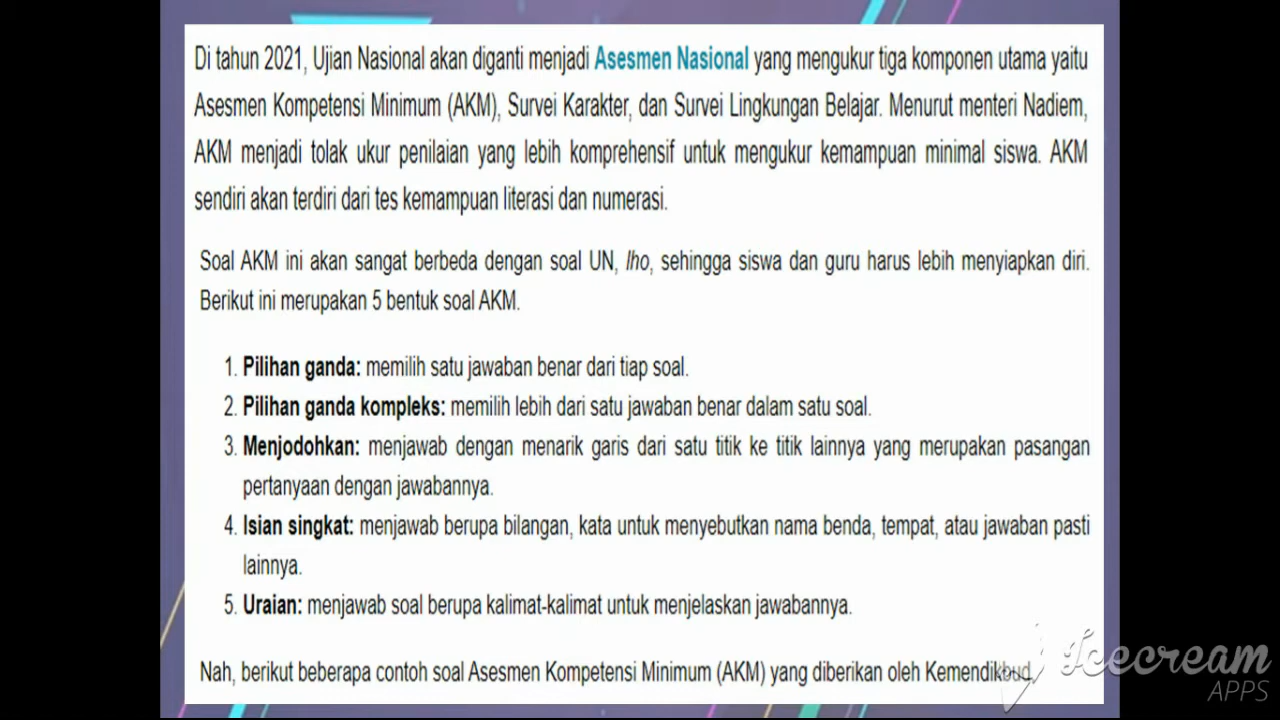 Di tahun 2021, Ujian Nasional akan diganti menjadi Asesmen Nasional yang mengukur tiga komponen utama yaitu
Asesmen Kompetensi Minimum (AKM), Survei Karakter, dan Survei Lingkungan Belajar. Menurut menteri Nadiem,
AKM menjadi tolak ukur penilaian yang lebih komprehensif untuk mengukur kemampuan minimal siswa. AKM
sendiri akan terdiri dari tes kemampuan literasi dan numerasi.
Soal AKM ini akan sangat berbeda dengan soal UN, lho, sehingga siswa dan guru harus lebih menyiapkan diri.
Berikut ini merupakan 5 bentuk soal AKM.
1. Pilihan ganda: memilih satu jawaban benar dari tiap soal.
2. Pilihan ganda kompleks: memilih lebih dari satu jawaban benar dalam satu soal.
3. Menjodohkan: menjawab dengan menarik garis dari satu titik ke titik lainnya yang merupakan pasangan
pertanyaan dengan jawabannya.
4. Isian singkat: menjawab berupa bilangan, kata untuk menyebutkan nama benda, tempat, atau jawaban pasti
lainnya.
5. Uraian: menjawab soal berupa kalimat-kalimat untuk menjelaskan jawabannya.
Nah, berikut beberapa contoh soal Asesmen Kompetensi Minimum (AKM) yang diberikan oleh Kemendikbud.
Icecream
APPS